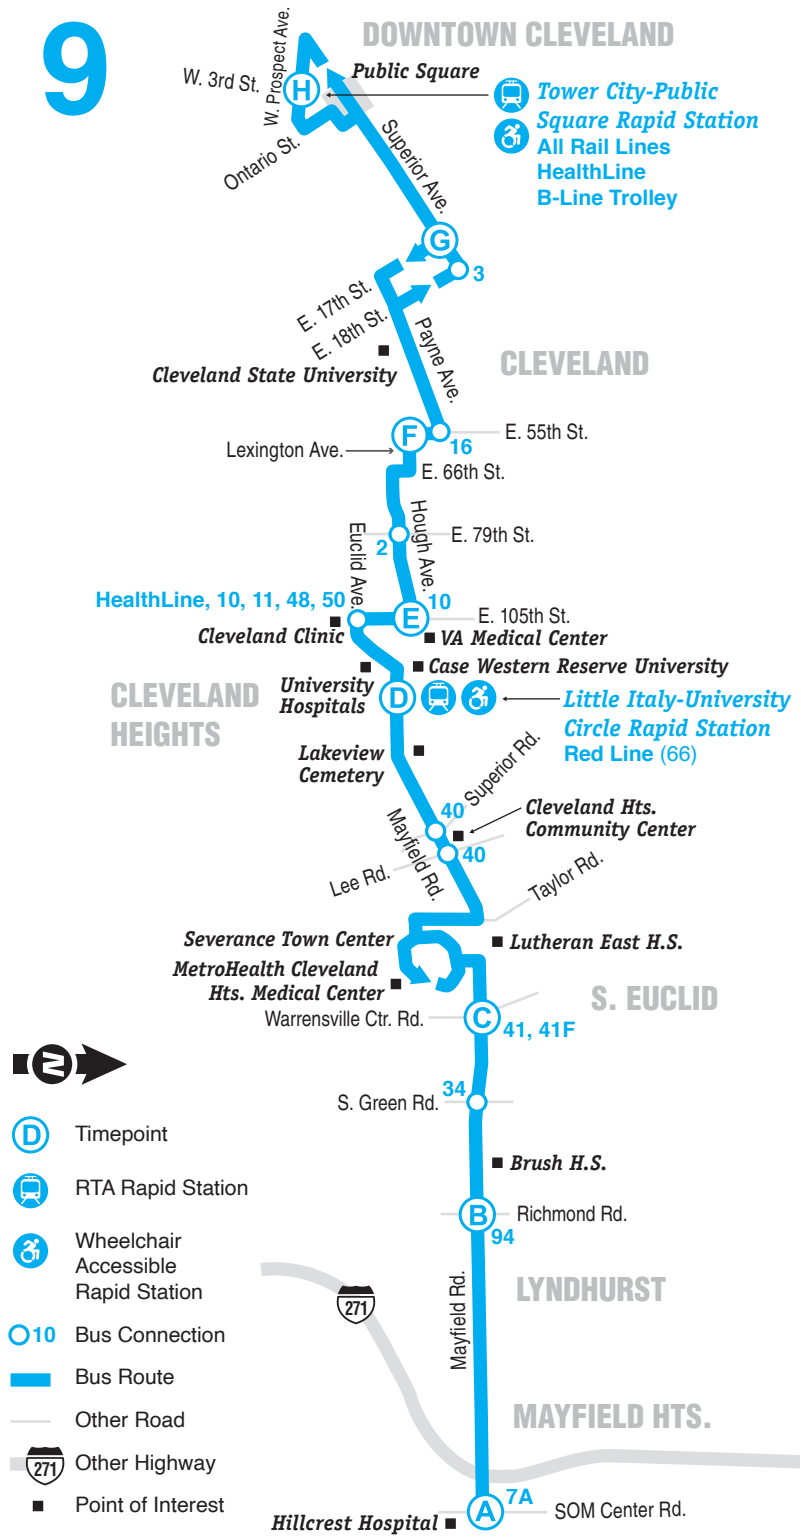 9
DOWNTOWN CLEVELAND
W. Prospect Ave.
W. 3rd St.
H
Public Square
Ontario St.
Superior Ave.
Tower City-Public
Square Rapid Station
All Rail Lines
HealthLine
B-Line Trolley
G
3
E. 17th St.
E. 18th St.
Payne Ave.
CLEVELAND
Cleveland State University
F
16
E. 55th St.
Lexington Ave.
E. 66th St.
Hough Ave.
Euclid Ave.
2
E. 79th St.
HealthLine, 10, 11, 48, 50
10
E
E. 105th St.
Cleveland Clinic
VA Medical Center
Case Western Reserve University
University
Hospitals
D
CLEVELAND
HEIGHTS
Little Italy-University
Circle Rapid Station
Red Line (66)
Lakeview
Cemetery
Superior Rd.
40
Cleveland Hts.
Community Center
Mayfield Rd.
40
Lee Rd.
Taylor Rd.
Severance Town Center
Lutheran East H.S.
MetroHealth Cleveland
Hts. Medical Center
S. EUCLID
Warrensville Ctr. Rd.
C
41, 41F
N
34
S. Green Rd.
D Timepoint
Brush H.S.
RTA Rapid Station
B
Richmond Rd.
94
Wheelchair
Accessible
Rapid Station
Mayfield Rd.
LYNDHURST
271
10 Bus Connection
Bus Route
Other Road
MAYFIELD HTS.
271 Other Highway
Point of Interest
7A
A
SOM Center Rd.
Hillcrest Hospital